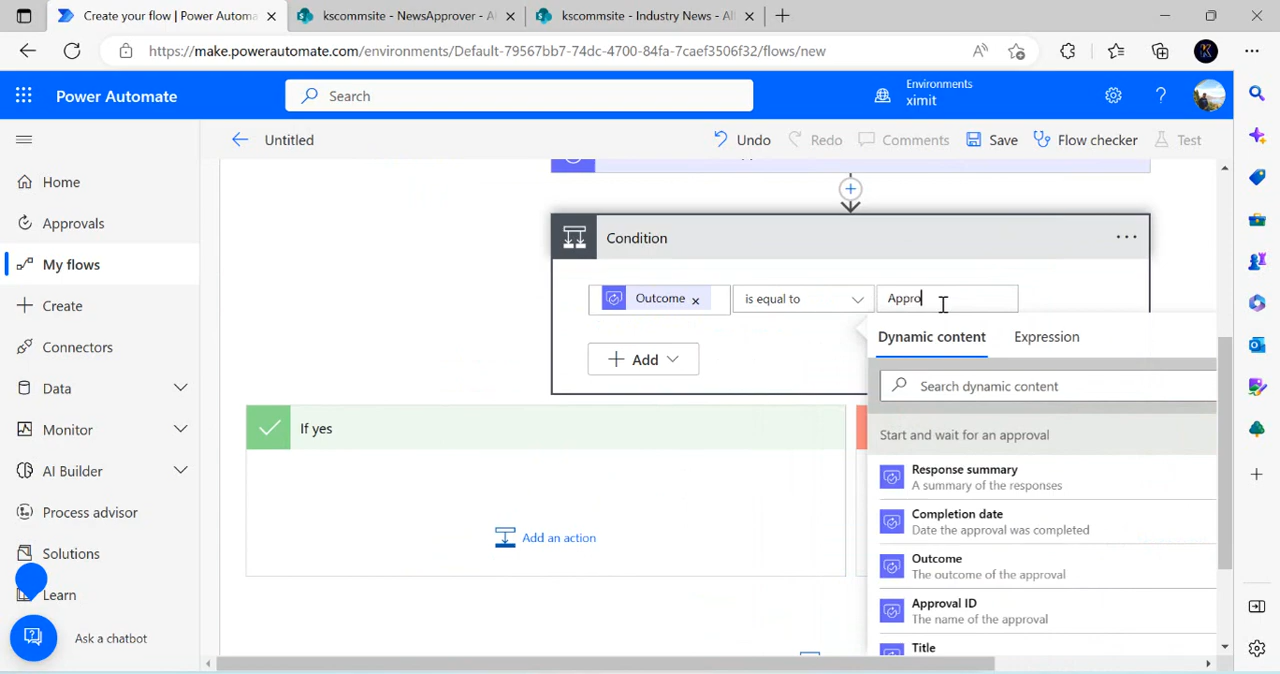 Create your flow | Power Automa
kscommsite - NewsApprover - Al
kscommsite - Industry News - All
https://make.powerautomate.com/environments/Default-79567bb7-74dc-4700-84fa-7caef3506f32/flows/new
Power Automate
Search
Environments
ximit
Untitled
Undo
Redo
Comments
Save
Flow checker
Test
Home
Approvals
My flows
Create
Connectors
Data
Monitor
AI Builder
Process advisor
Solutions
Learn
Ask a chatbot
Condition
Outcome
is equal to
Appro
Add
Dynamic content
Expression
Search dynamic content
Start and wait for an approval
Response summary
A summary of the responses
Completion date
Date the approval was completed
Outcome
The outcome of the approval
Approval ID
The name of the approval
Title
If yes
Add an action